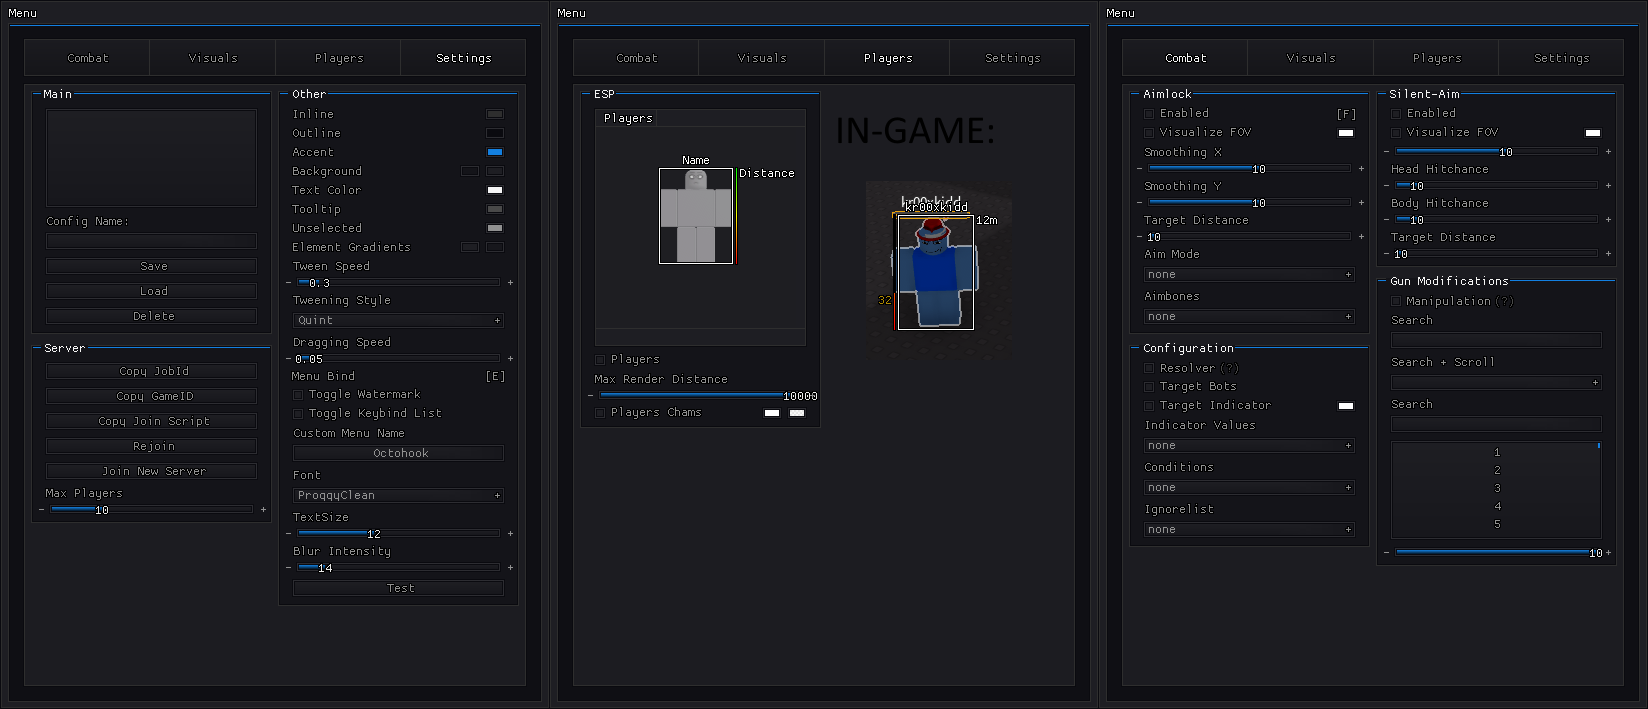 Menu
Combat
Visuals
Players
Settings
Main
Config Name:
Save
Load
Delete
Server
Copy JobId
Copy GameID
Copy Join Script
Rejoin
Join New Server
Max Players
- 10 +
Other
Inline
Outline
Accent
Background
Text Color
Tooltip
Unselected
Element Gradients
Tween Speed
- 0.3 +
Tweening Style
Quint +
Dragging Speed
- 0.05 +
Menu Bind [E]
Toggle Watermark
Toggle Keybind List
Custom Menu Name
Octohook
Font
ProggyClean +
TextSize
- 12 +
Blur Intensity
- 14 +
Test
Menu
Combat
Visuals
Players
Settings
ESP
Players
Name
Distance
Players
Max Render Distance
- 10000
Players Chams
IN-GAME:
kr00xkidd
kr00xkidd
12m
32
Menu
Combat
Visuals
Players
Settings
Aimlock
Enabled [F]
Visualize FOV
Smoothing X
- 10 +
Smoothing Y
- 10 +
Target Distance
- 10 +
Aim Mode
none +
Aimbones
none +
Configuration
Resolver (?)
Target Bots
Target Indicator
Indicator Values
none +
Conditions
none +
Ignorelist
none +
Silent-Aim
Enabled
Visualize FOV
- 10 +
Head Hitchance
- 10 +
Body Hitchance
- 10 +
Target Distance
- 10 +
Gun Modifications
Manipulation (?)
Search
Search + Scroll
+
Search
1
2
3
4
5
- 10 +